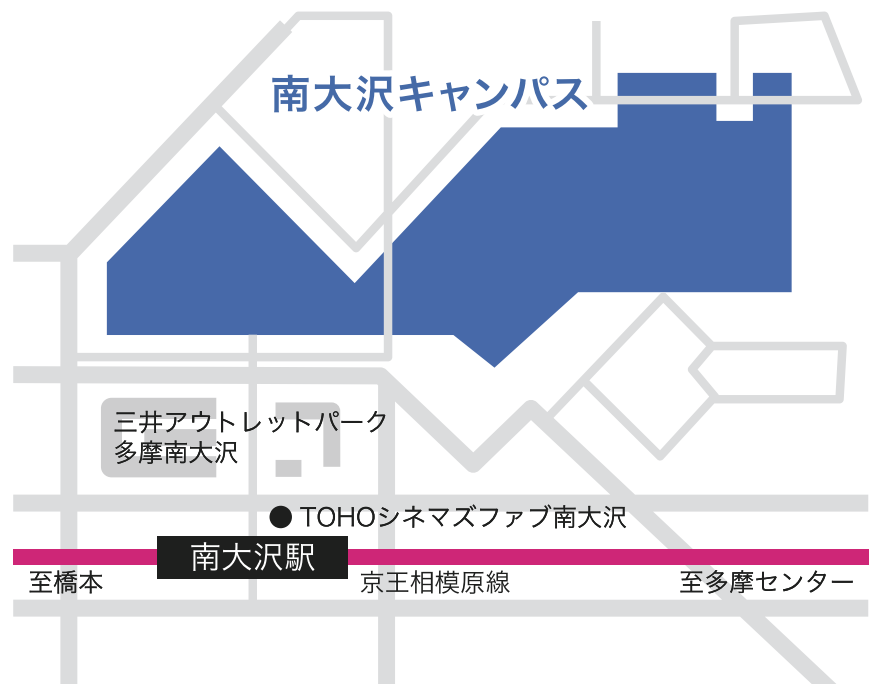 南大沢キャンパス
三井アウトレットパーク
多摩南大沢
TOHOシネマズファブ南大沢
南大沢駅
至橋本
京王相模原線
至多摩センター